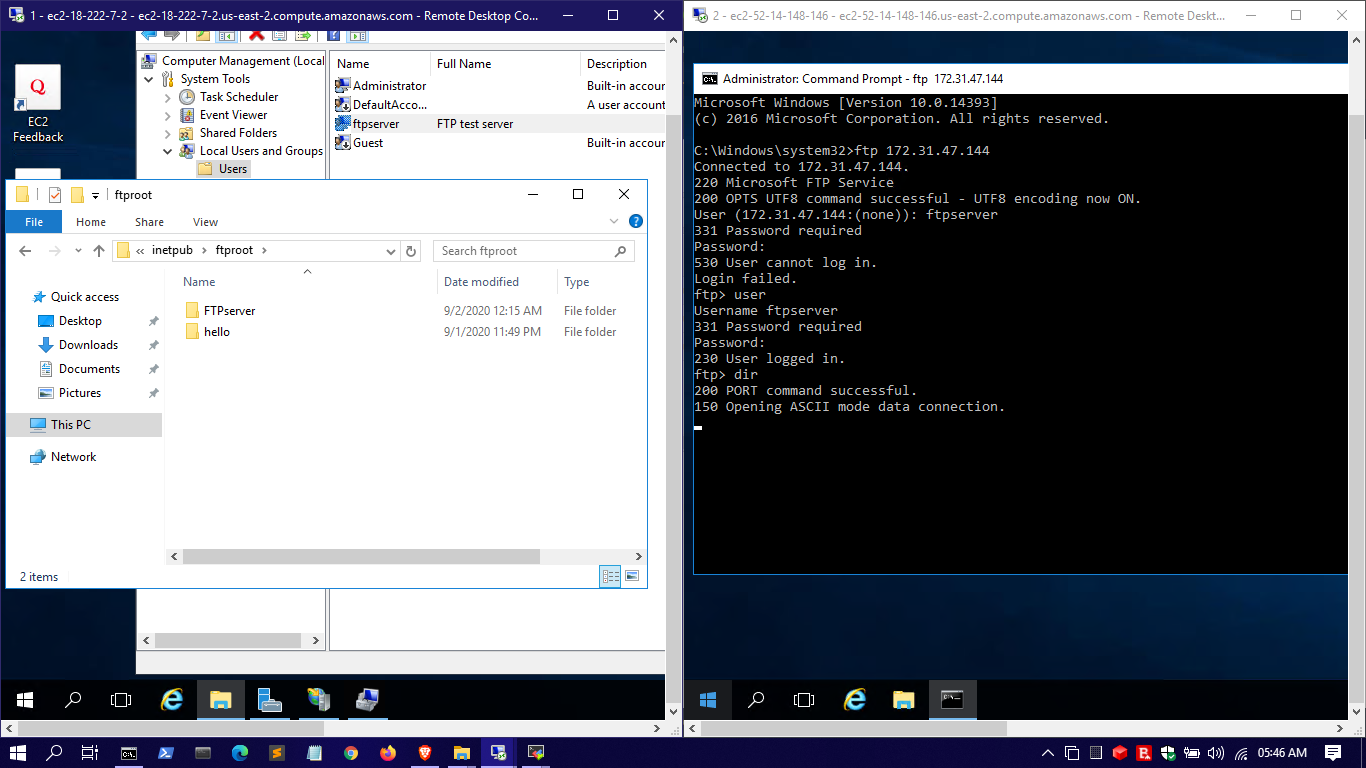 1 - ec2-18-222-7-2 - ec2-18-222-7-2.us-east-2.compute.amazonaws.com - Remote Desktop Co...
EC2
Feedback
Computer Management (Local
System Tools
Task Scheduler
Event Viewer
Shared Folders
Local Users and Groups
Users
Name Full Name Description
Administrator Built-in accour
DefaultAcco... A user account
ftpserver FTP test server
Guest Built-in accour
ftproot
File Home Share View
« inetpub > ftproot >
Search ftproot
Quick access
Desktop
Downloads
Documents
Pictures
This PC
Network
Name Date modified Type
FTPserver 9/2/2020 12:15 AM File folder
hello 9/1/2020 11:49 PM File folder
2 items
2 - ec2-52-14-148-146 - ec2-52-14-148-146.us-east-2.compute.amazonaws.com - Remote Deskt...
Administrator: Command Prompt - ftp 172.31.47.144
Microsoft Windows [Version 10.0.14393]
(c) 2016 Microsoft Corporation. All rights reserved.
C:\Windows\system32>ftp 172.31.47.144
Connected to 172.31.47.144.
220 Microsoft FTP Service
200 OPTS UTF8 command successful - UTF8 encoding now ON.
User (172.31.47.144:(none)): ftpserver
331 Password required
Password:
530 User cannot log in.
Login failed.
ftp> user
Username ftpserver
331 Password required
Password:
230 User logged in.
ftp> dir
200 PORT command successful.
150 Opening ASCII mode data connection.
05:46 AM